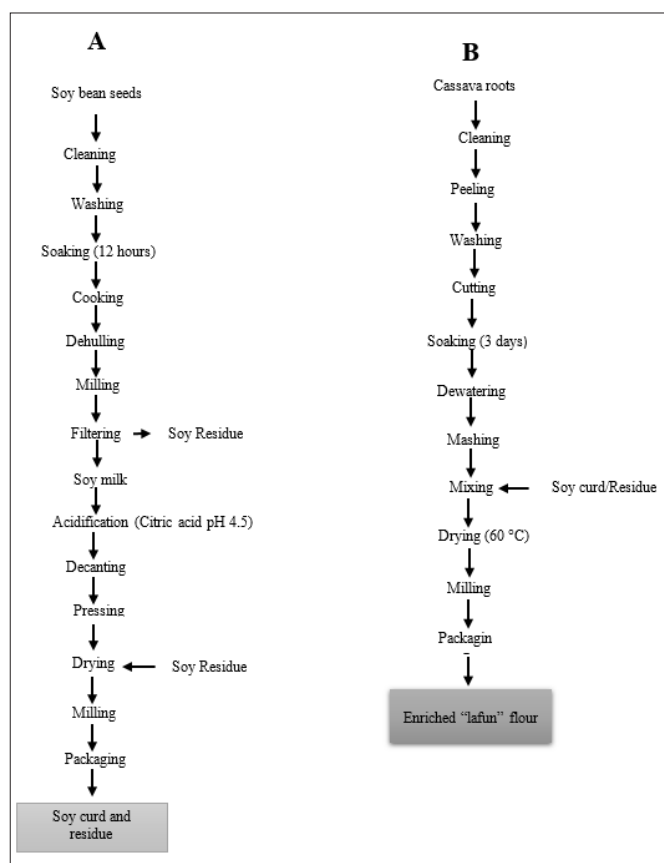 A
Soy bean seeds
Cleaning
Washing
Soaking (12 hours)
Cooking
Dehulling
Milling
Filtering
Soy Residue
Soy milk
Acidification (Citric acid pH 4.5)
Decanting
Pressing
Drying
Soy Residue
Milling
Packaging
Soy curd and
residue
B
Cassava roots
Cleaning
Peeling
Washing
Cutting
Soaking (3 days)
Dewatering
Mashing
Mixing
Soy curd/Residue
Drying (60 °C)
Milling
Packagin
Enriched “lafun” flour